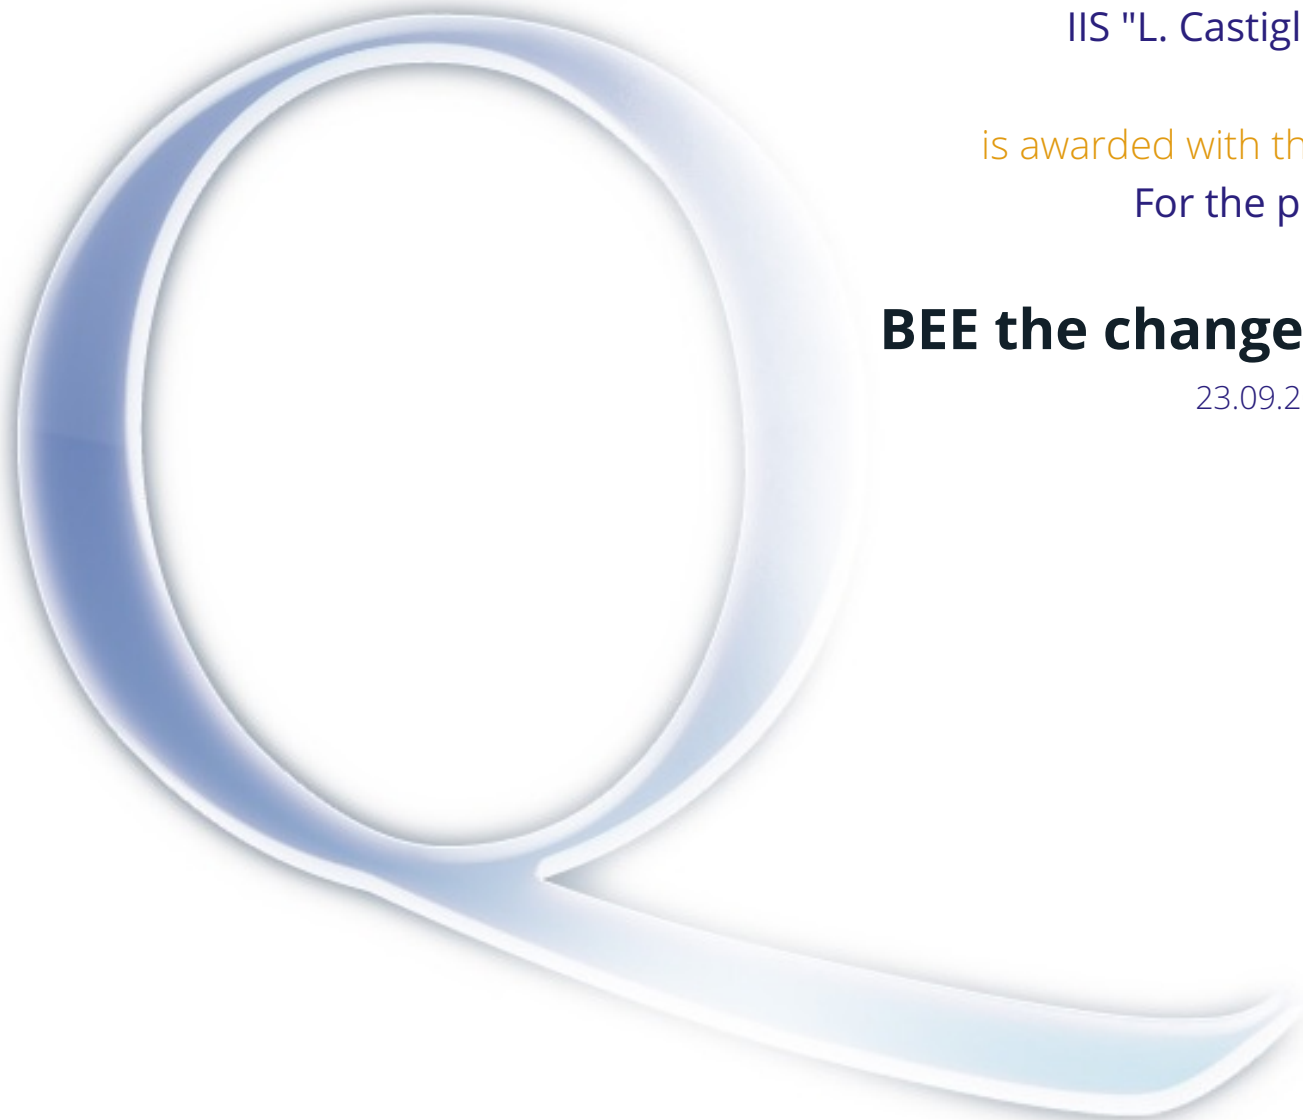 IIS "L. Castigl
is awarded with th
For the p
BEE the change
23.09.2